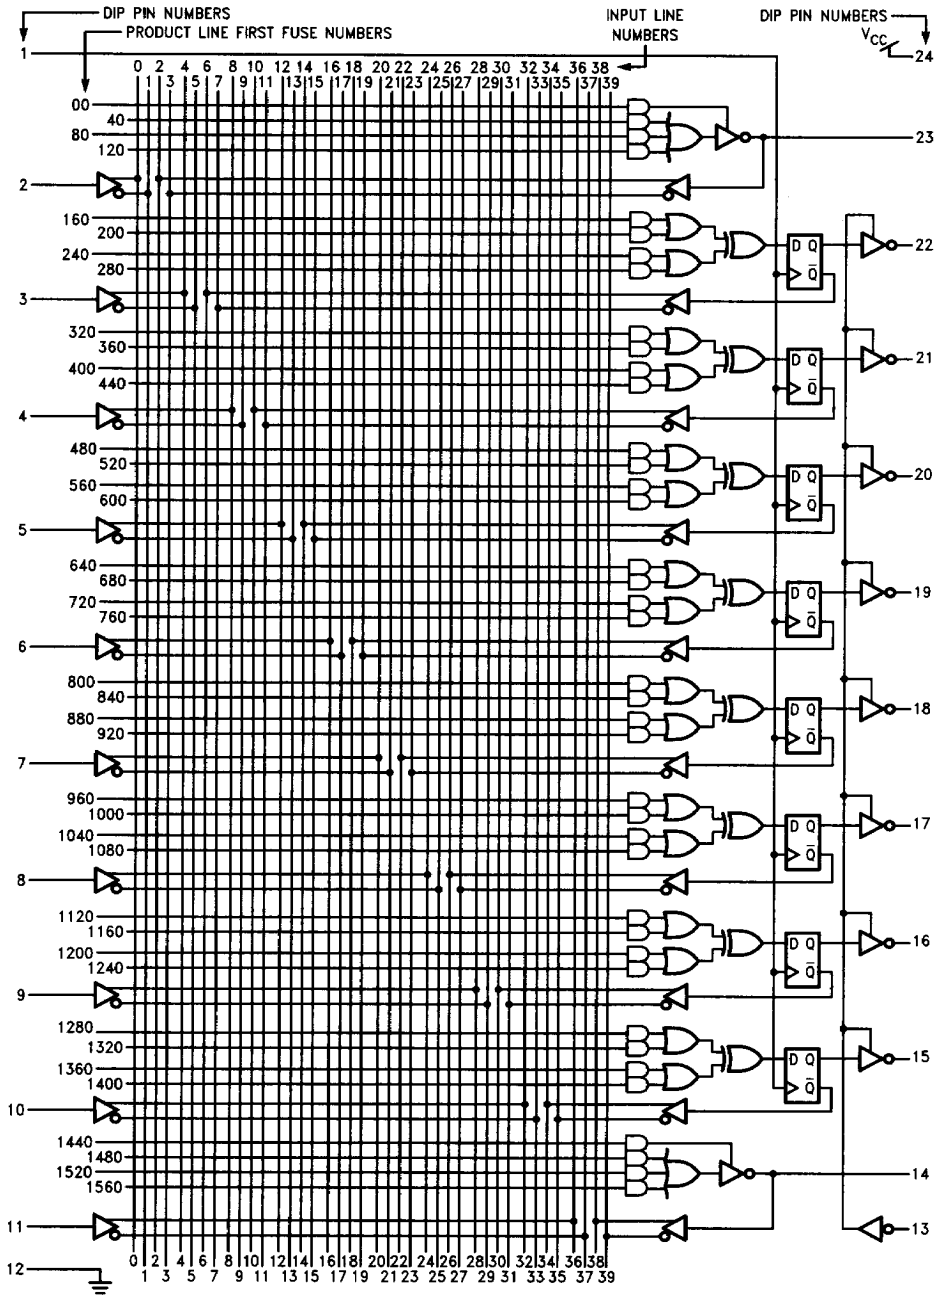 DIP PIN NUMBERS
PRODUCT LINE FIRST FUSE NUMBERS
INPUT LINE NUMBERS
DIP PIN NUMBERS
VCC
1
24
0 2 4 6 8 10 12 14 16 18 20 22 24 26 28 30 32 34 36 38
1 3 5 7 9 11 13 15 17 19 21 23 25 27 29 31 33 35 37 39
00
40
80
120
23
2
160
200
240
280
D Q
Q̅
22
3
320
360
400
440
D Q
Q̅
21
4
480
520
560
600
D Q
Q̅
20
5
640
680
720
760
D Q
Q̅
19
6
800
840
880
920
D Q
Q̅
18
7
960
1000
1040
1080
D Q
Q̅
17
8
1120
1160
1200
1240
D Q
Q̅
16
9
1280
1320
1360
1400
D Q
Q̅
15
10
1440
1480
1520
1560
14
11
13
0 2 4 6 8 10 12 14 16 18 20 22 24 26 28 30 32 34 36 38
1 3 5 7 9 11 13 15 17 19 21 23 25 27 29 31 33 35 37 39
12